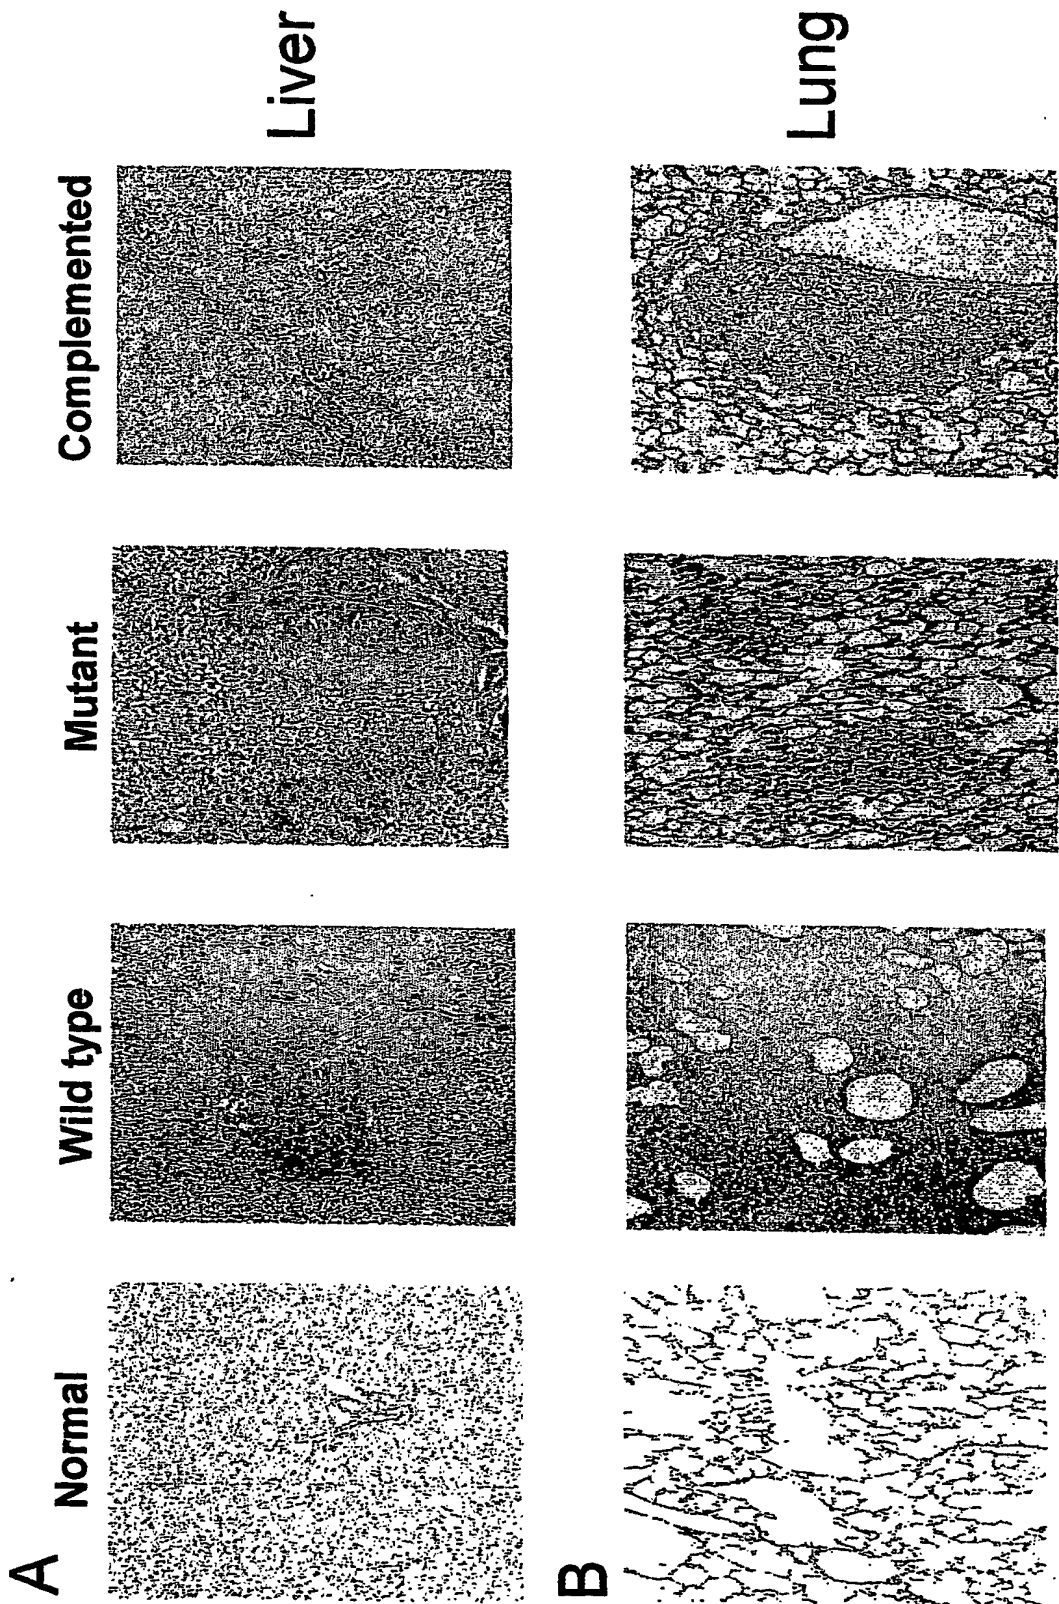 A
Normal
Wild type
Mutant
Complemented
Liver
B
Lung